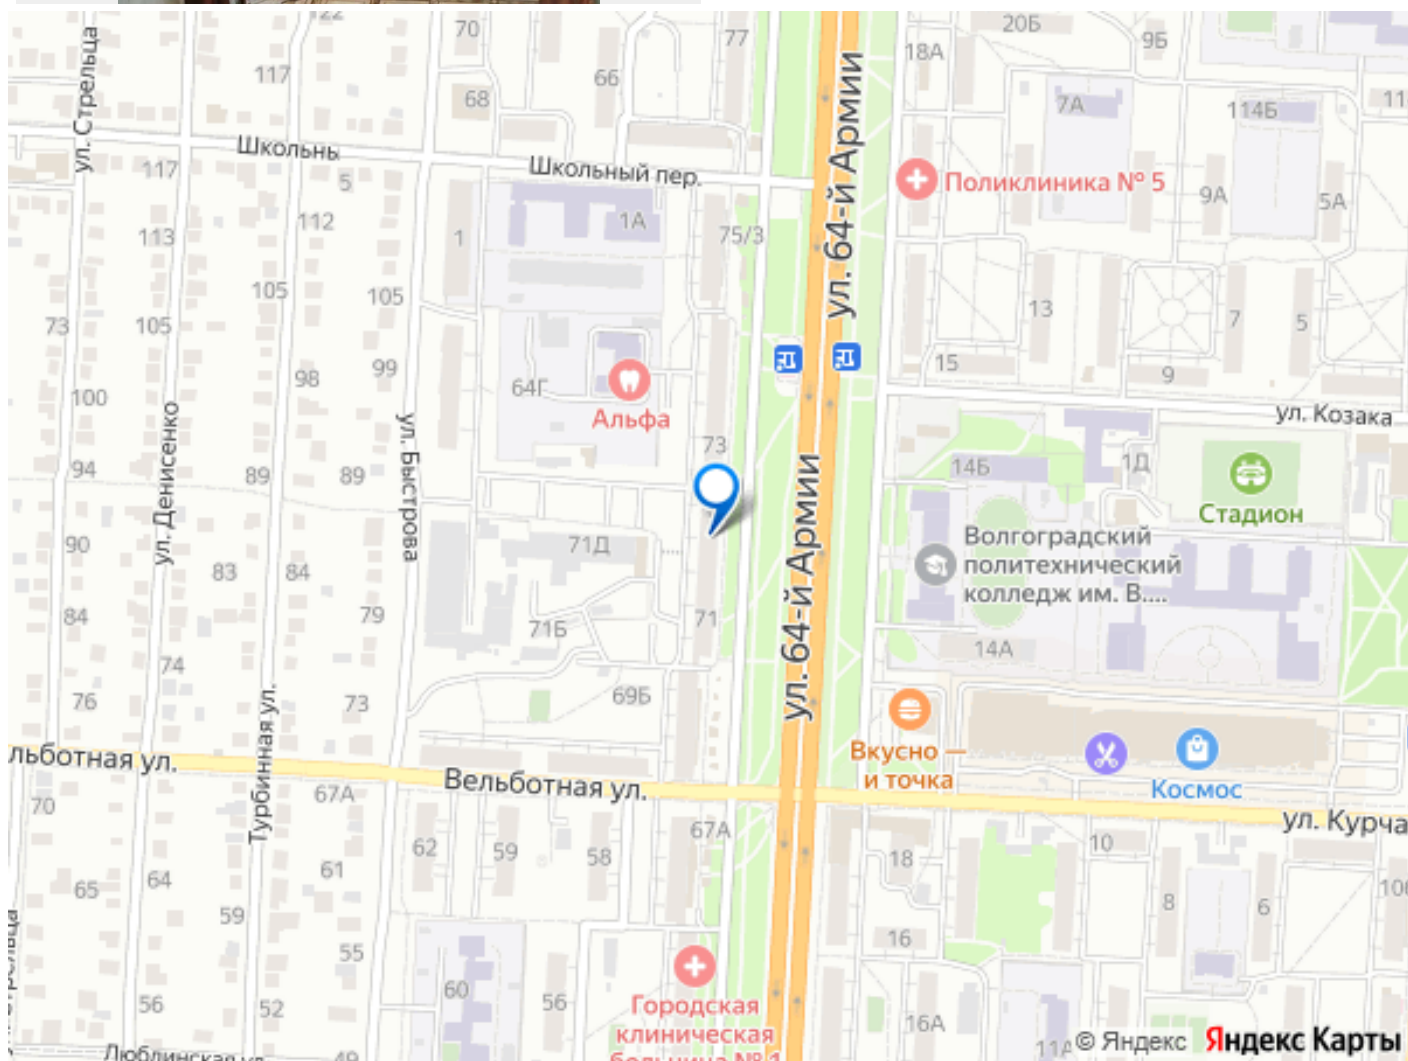 122
70
77
20Б
18А
9Б
ул. Стрельца
117
66
68
7А
114Б
11
ул. 64-й Армии
Школьны
Школьный пер.
117
5
Поликлиника № 5
9А
5А
112
1А
113
1
75/3
105
105
13
7
5
73
105
99
15
98
64Г
9
100
Альфа
ул. Козака
ул. Денисенко
ул. Быстрова
73
94
89
89
14Б
1Д
Стадион
ул. 64-й Армии
90
71Д
Волгоградский
политехнический
колледж им. В....
83
84
84
79
71Б
71
14А
74
76
73
69Б
Турбинная ул.
Вкусно —
и точка
Космос
льботная ул.
Вельботная ул.
70
67А
67А
ул. Курча
62
59
58
18
10
65
64
61
10б
59
8
6
55
16
60
56
Городская
клиническая
больница № 1
56
52
16А
11А
Люблинская ул.
49
© Яндекс
Яндекс Карты